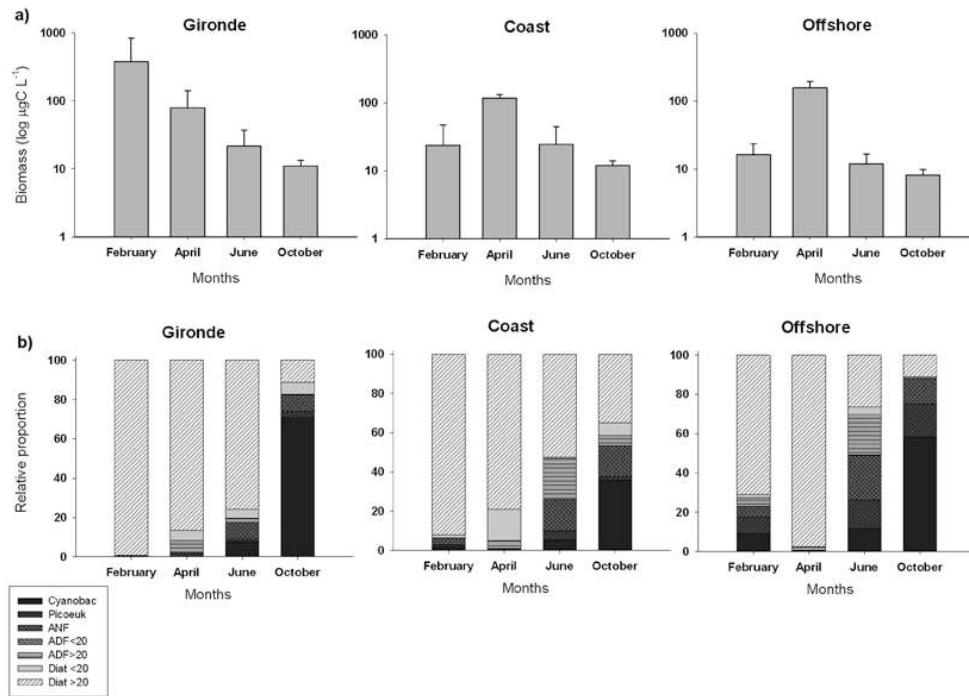 a)
Gironde
Coast
Offshore
Biomass (log µgC L⁻¹)
1000
100
10
1
February April June October
Months
1000
100
10
1
February April June October
Months
1000
100
10
1
February April June October
Months
b)
Gironde
Coast
Offshore
Relative proportion
100
80
60
40
20
0
February April June October
Months
100
80
60
40
20
0
February April June October
Months
100
80
60
40
20
0
February April June October
Months
Cyanobac
Picoeuk
ANF
ADF<20
ADF>20
Diat <20
Diat >20